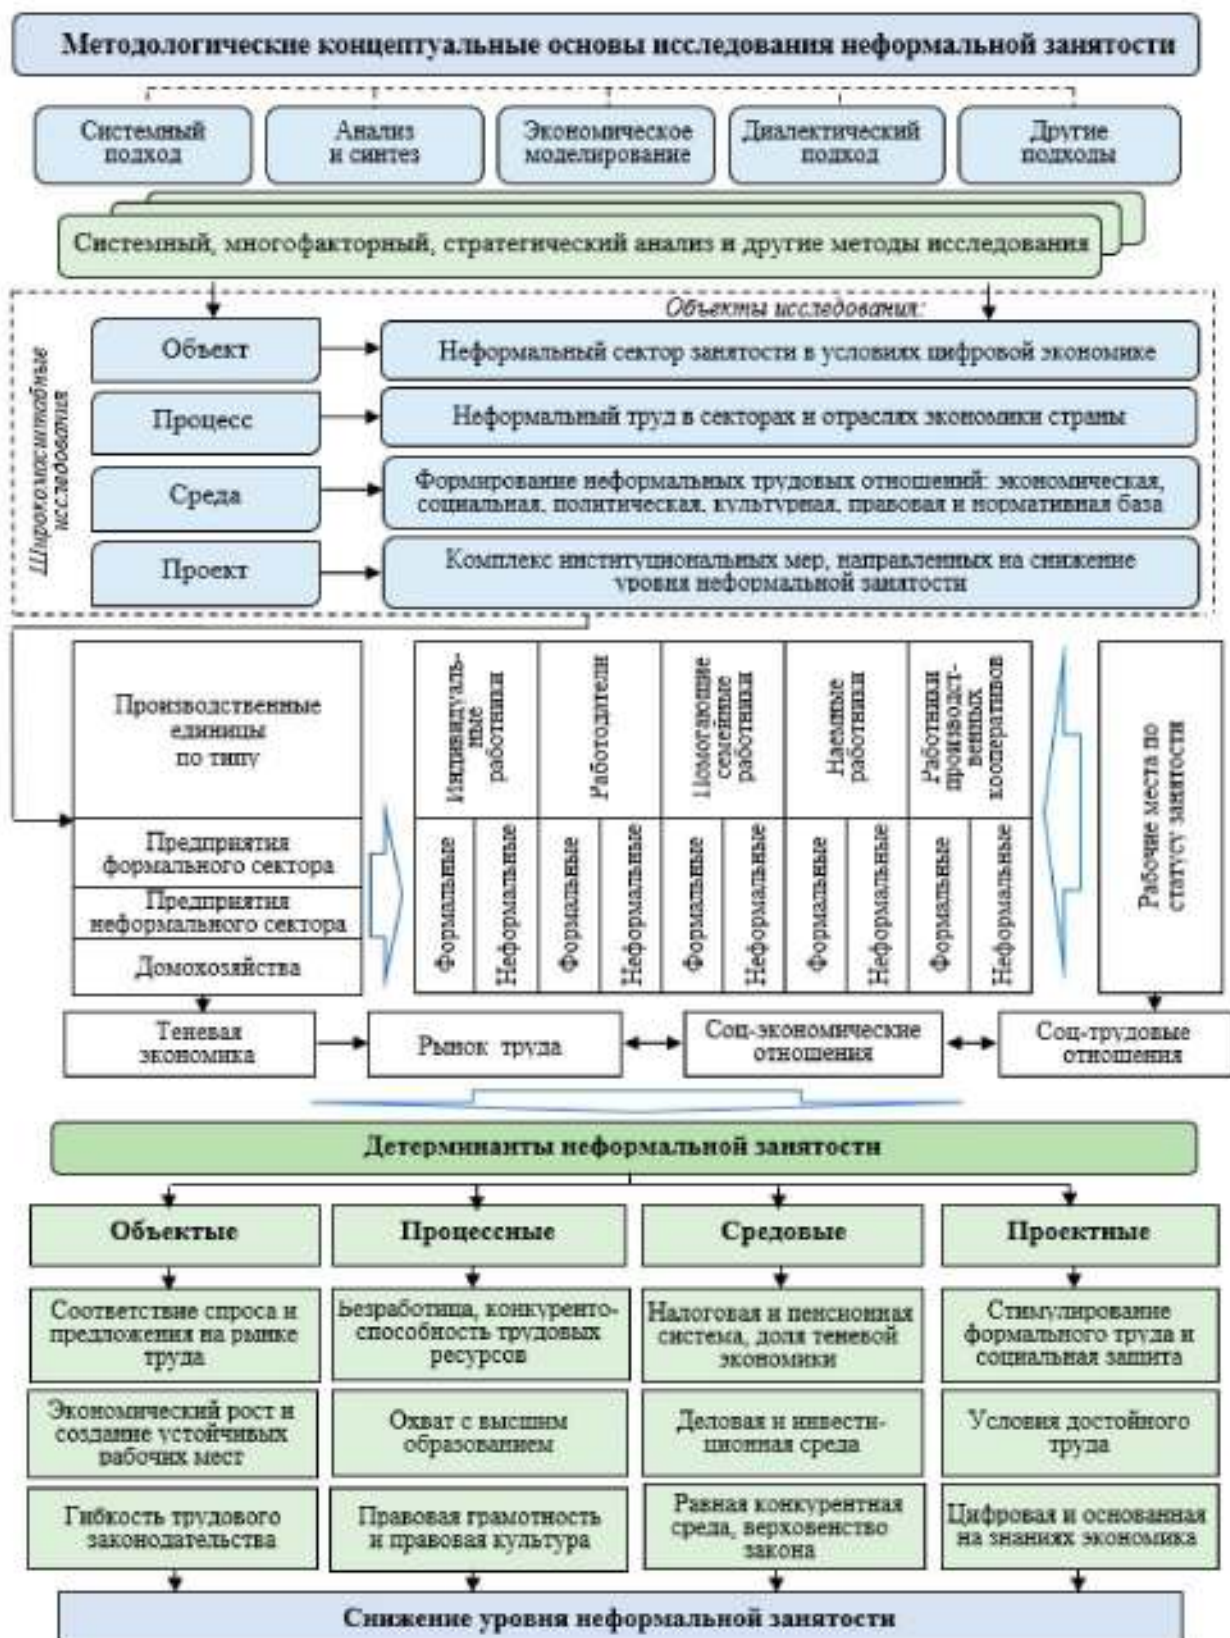 Методологические концептуальные основы исследования неформальной занятости
Системный
подход
Анализ
и синтез
Экономическое
моделирование
Диалектический
подход
Другие
подходы
Системный, многофакторный, стратегический анализ и другие методы исследования
Широкомасштабные
исследования
Объекты исследования:
Объект
Неформальный сектор занятости в условиях цифровой экономике
Процесс
Неформальный труд в секторах и отраслях экономики страны
Среда
Формирование неформальных трудовых отношений: экономическая,
социальная, политическая, культурная, правовая и нормативная база
Проект
Комплекс институциональных мер, направленных на снижение
уровня неформальной занятости
Производственные
единицы
по типу
Предприятия
формального сектора
Предприятия
неформального сектора
Домохозяйства
Индивидуаль-
ные
работники
Работодатели
Помогающие
семейные
работники
Наемные
работники
Работники
производст-
венных
кооперативов
Формальные
Неформальные
Формальные
Неформальные
Формальные
Неформальные
Формальные
Неформальные
Формальные
Неформальные
Рабочие места по
статусу занятости
Теневая
экономика
Рынок труда
Соц-экономические
отношения
Соц-трудовые
отношения
Детерминанты неформальной занятости
Объектые
Процессные
Средовые
Проектные
Соответствие спроса и
предложения на рынке
труда
Безработица, конкуренто-
способность трудовых
ресурсов
Налоговая и пенсионная
система, доля теневой
экономики
Стимулирование
формального труда и
социальная защита
Экономический рост и
создание устойчивых
рабочих мест
Охват с высшим
образованием
Деловая и инвести-
ционная среда
Условия достойного
труда
Гибкость трудового
законодательства
Правовая грамотность
и правовая культура
Равная конкурентная
среда, верховенство
закона
Цифровая и основанная
на знаниях экономика
Снижение уровня неформальной занятости